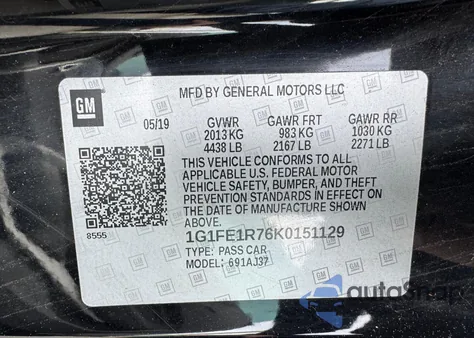 MFD BY GENERAL MOTORS LLC
GM
05/19 GVWR GAWR FRT GAWR RR
2013 KG 983 KG 1030 KG
4438 LB 2167 LB 2271 LB
THIS VEHICLE CONFORMS TO ALL
APPLICABLE U.S. FEDERAL MOTOR
VEHICLE SAFETY, BUMPER, AND THEFT
PREVENTION STANDARDS IN EFFECT ON
THE DATE OF MANUFACTURE SHOWN
ABOVE.
8555
1G1FE1R76K0151129
TYPE: PASS CAR
MODEL: 691AJ37
autoSnap